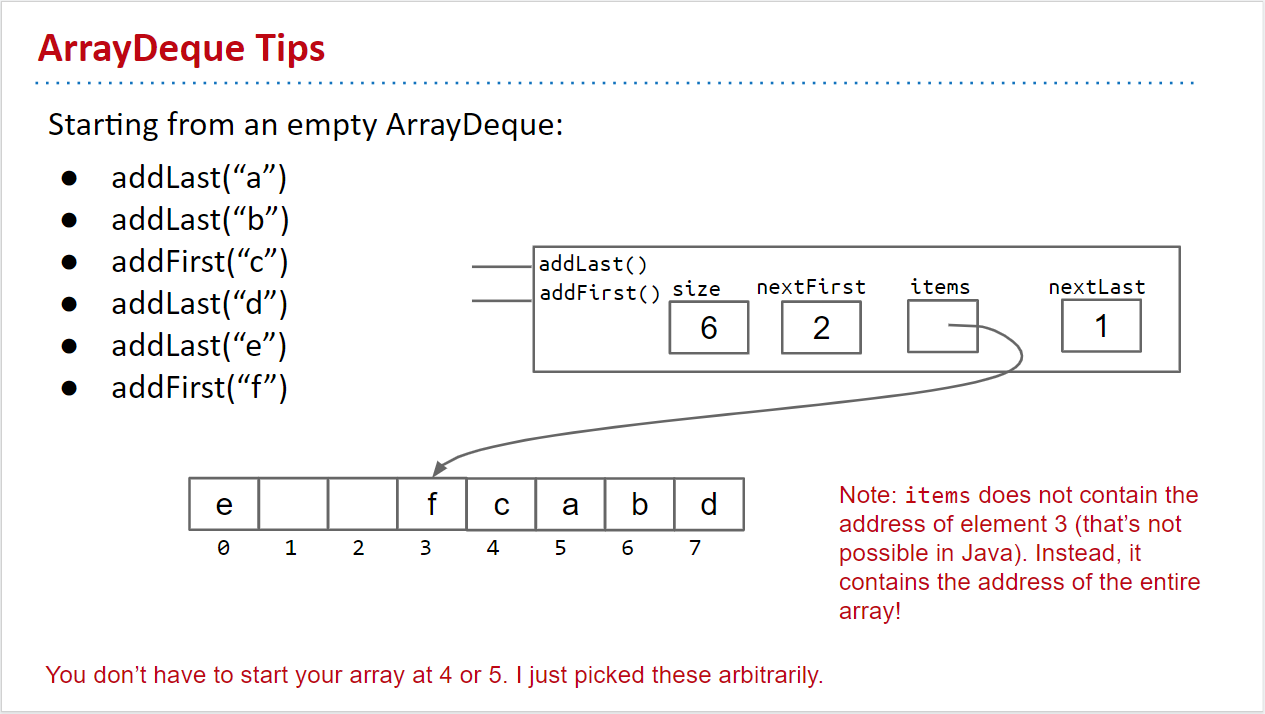 ArrayDeque Tips
Starting from an empty ArrayDeque:
● addLast(“a”)
● addLast(“b”)
● addFirst(“c”)
● addLast(“d”)
● addLast(“e”)
● addFirst(“f”)
addLast()
addFirst() size nextFirst items nextLast
6 2 1
e f c a b d
0 1 2 3 4 5 6 7
Note: items does not contain the
address of element 3 (that’s not
possible in Java). Instead, it
contains the address of the entire
array!
You don’t have to start your array at 4 or 5. I just picked these arbitrarily.